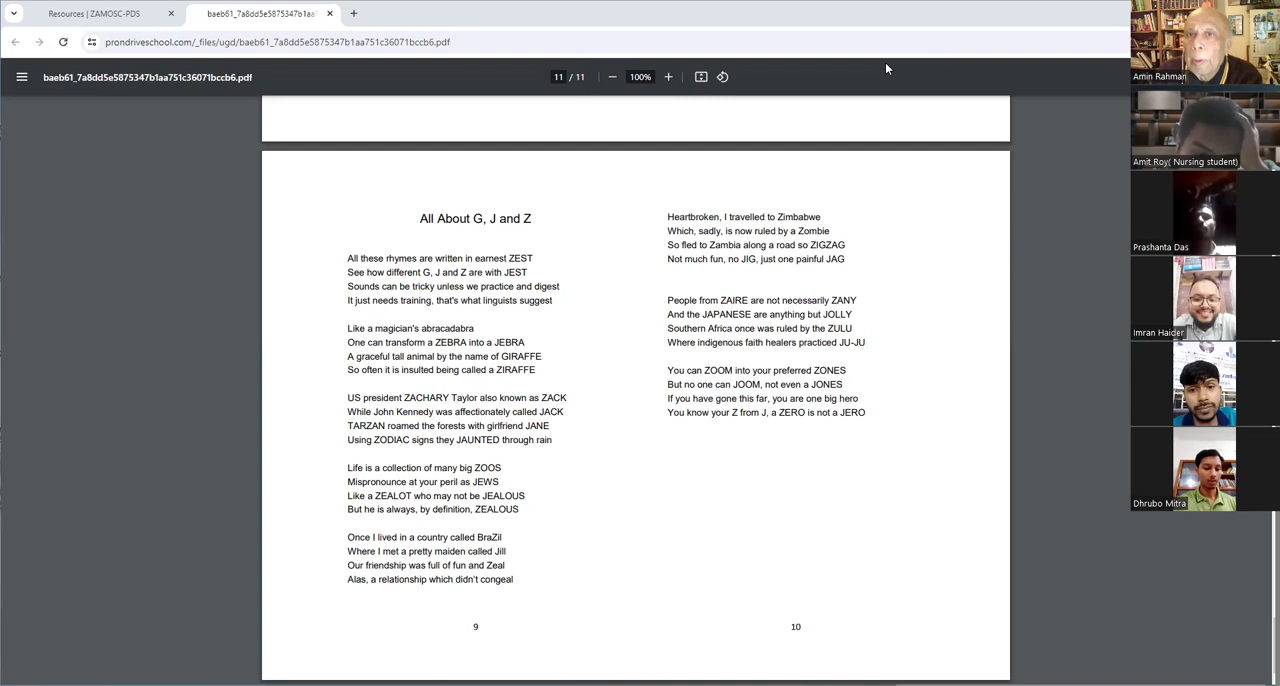 Resources | ZAMOSC-PDS
baeb61_7a8dd5e5875347b1aa
prondriveschool.com/_files/ugd/baeb61_7a8dd5e5875347b1aa751c36071bccb6.pdf
baeb61_7a8dd5e5875347b1aa751c36071bccb6.pdf
11 / 11
100%
All About G, J and Z
All these rhymes are written in earnest ZEST
See how different G, J and Z are with JEST
Sounds can be tricky unless we practice and digest
It just needs training, that's what linguists suggest
Like a magician's abracadabra
One can transform a ZEBRA into a JEBRA
A graceful tall animal by the name of GIRAFFE
So often it is insulted being called a ZIRAFFE
US president ZACHARY Taylor also known as ZACK
While John Kennedy was affectionately called JACK
TARZAN roamed the forests with girlfriend JANE
Using ZODIAC signs they JAUNTED through rain
Life is a collection of many big ZOOS
Mispronounce at your peril as JEWS
Like a ZEALOT who may not be JEALOUS
But he is always, by definition, ZEALOUS
Once I lived in a country called BraZil
Where I met a pretty maiden called Jill
Our friendship was full of fun and Zeal
Alas, a relationship which didn't congeal
9
Heartbroken, I travelled to Zimbabwe
Which, sadly, is now ruled by a Zombie
So fled to Zambia along a road so ZIGZAG
Not much fun, no JIG, just one painful JAG
People from ZAIRE are not necessarily ZANY
And the JAPANESE are anything but JOLLY
Southern Africa once was ruled by the ZULU
Where indigenous faith healers practiced JU-JU
You can ZOOM into your preferred ZONES
But no one can JOOM, not even a JONES
If you have gone this far, you are one big hero
You know your Z from J, a ZERO is not a JERO
10
Amin Rahman
Amit Roy( Nursing student)
Prashanta Das
Imran Haider
Dhrubo Mitra